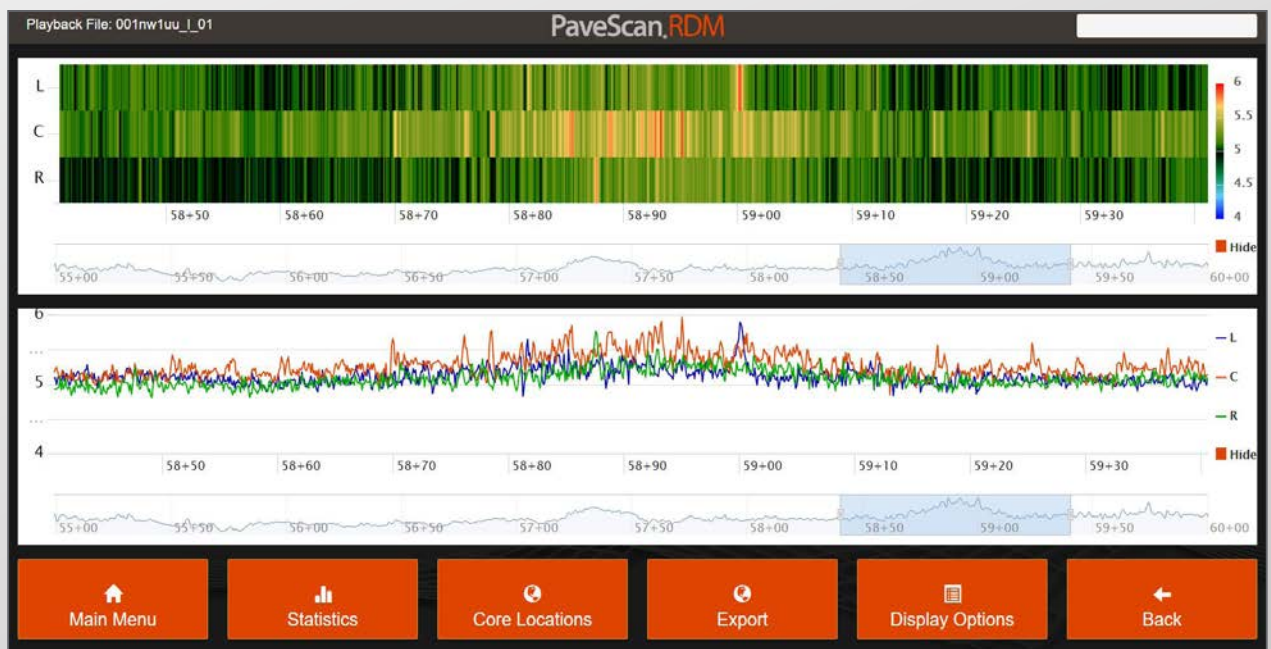 Playback File: 001nw1uu_l_01
PaveScan.RDM
L
C
R
6
5.5
5
4.5
4
58+50 58+60 58+70 58+80 58+90 59+00 59+10 59+20 59+30
Hide
55+00 55+50 56+00 56+50 57+00 57+50 58+00 58+50 59+00 59+50 60+00
6
...
5
...
4
L
C
R
Hide
58+50 58+60 58+70 58+80 58+90 59+00 59+10 59+20 59+30
55+00 55+50 56+00 56+50 57+00 57+50 58+00 58+50 59+00 59+50 60+00
Main Menu Statistics Core Locations Export Display Options Back